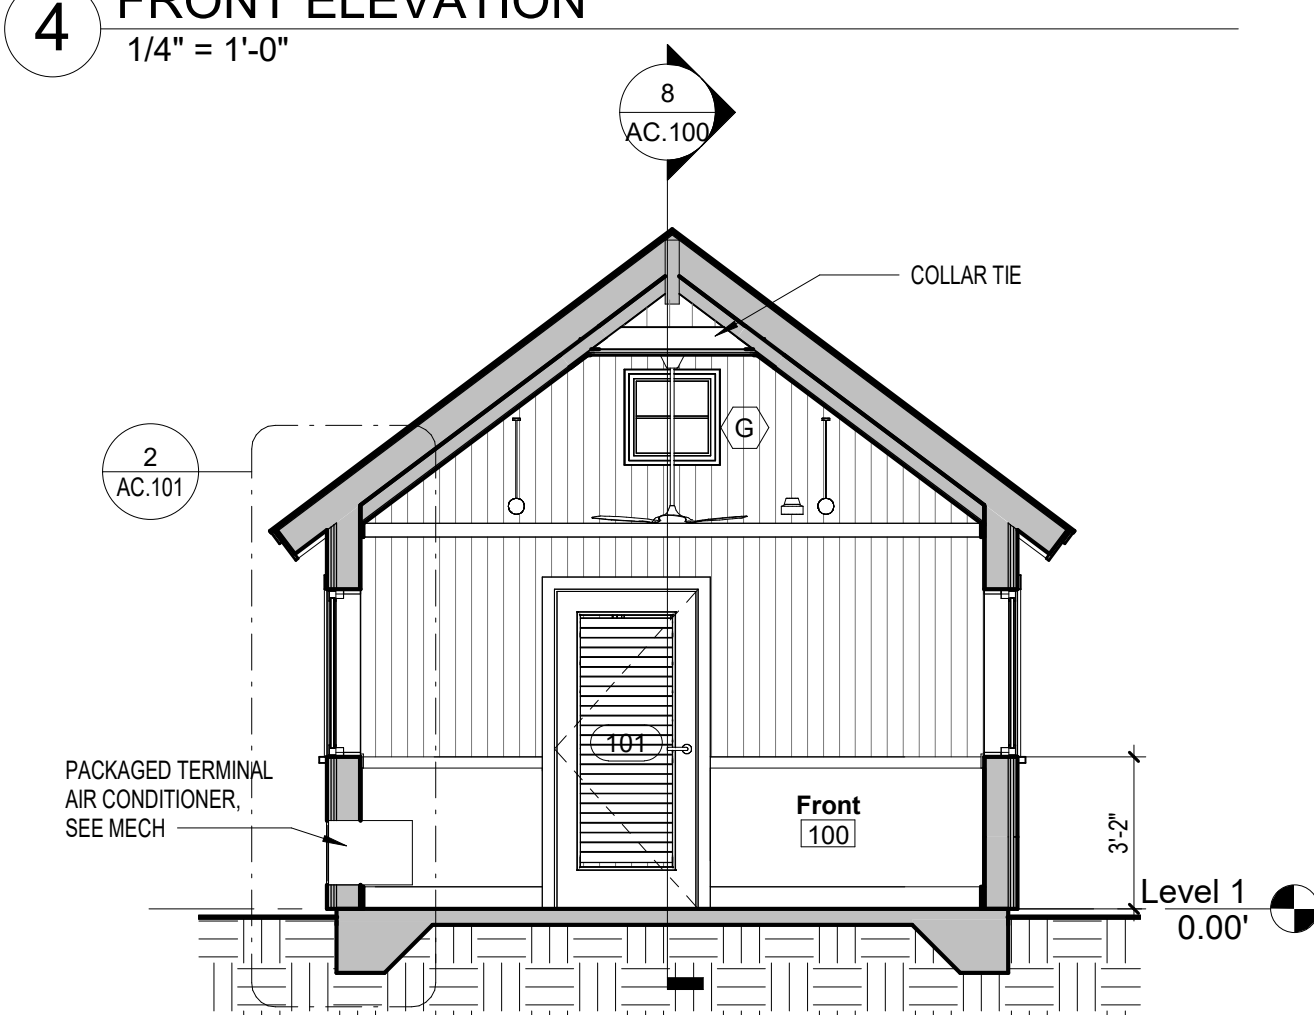 4
FRONT ELEVATION
1/4" = 1'-0"
8
AC.100
COLLAR TIE
G
2
AC.101
101
PACKAGED TERMINAL
AIR CONDITIONER,
SEE MECH
Front
100
3'-2"
Level 1
0.00'